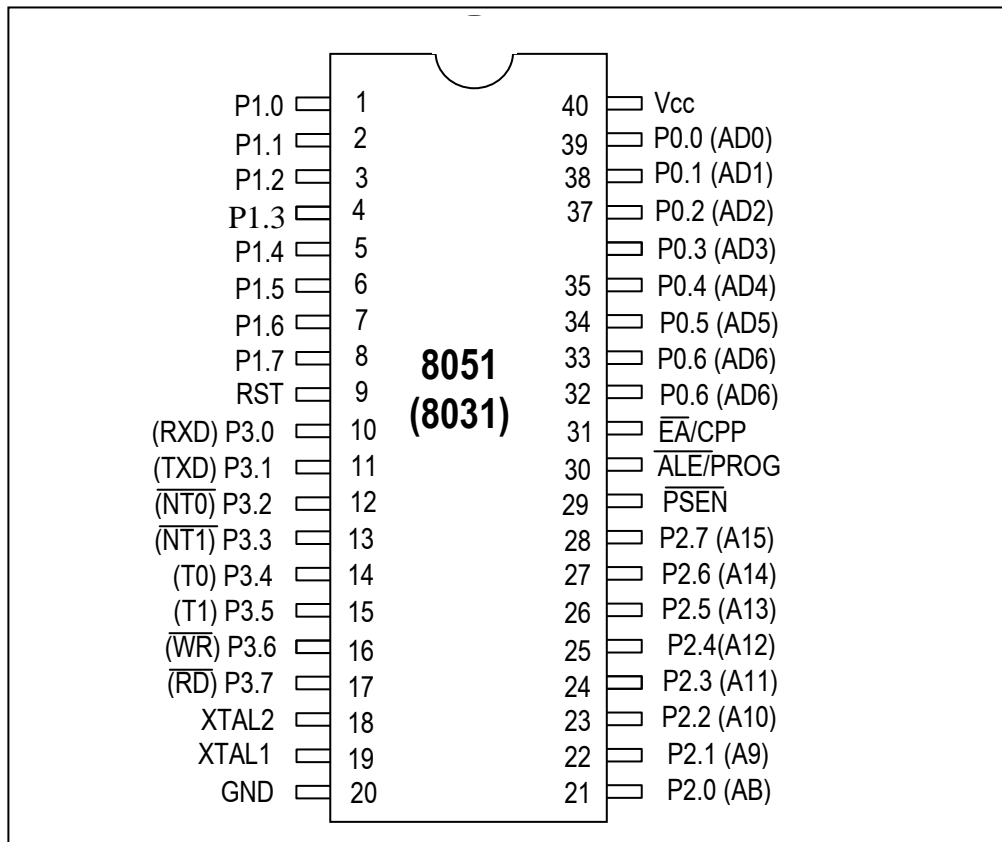 P1.0 1 40 Vcc
P1.1 2 39 P0.0 (AD0)
P1.2 3 38 P0.1 (AD1)
P1.3 4 37 P0.2 (AD2)
P1.4 5 P0.3 (AD3)
P1.5 6 35 P0.4 (AD4)
P1.6 7 34 P0.5 (AD5)
P1.7 8 33 P0.6 (AD6)
RST 9 32 P0.6 (AD6)
8051
(8031)
(RXD) P3.0 10 31 EA/CPP
(TXD) P3.1 11 30 ALE/PROG
(NT0) P3.2 12 29 PSEN
(NT1) P3.3 13 28 P2.7 (A15)
(T0) P3.4 14 27 P2.6 (A14)
(T1) P3.5 15 26 P2.5 (A13)
(WR) P3.6 16 25 P2.4(A12)
(RD) P3.7 17 24 P2.3 (A11)
XTAL2 18 23 P2.2 (A10)
XTAL1 19 22 P2.1 (A9)
GND 20 21 P2.0 (AB)